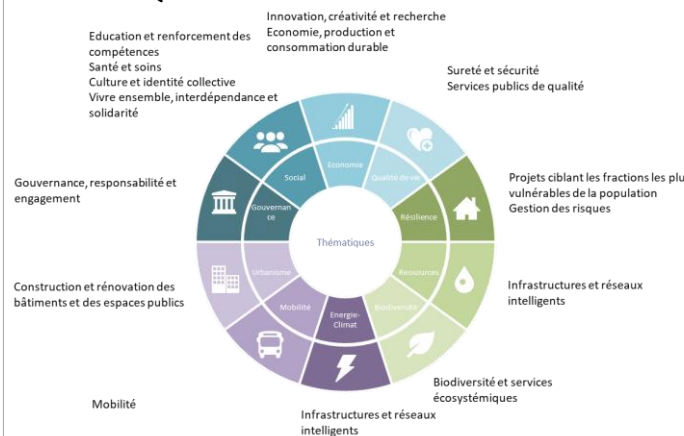 Innovation, créativité et recherche
Economie, production et
consommation durable
Education et renforcement des
compétences
Santé et soins
Culture et identité collective
Vivre ensemble, interdépendance et
solidarité
Sureté et sécurité
Services publics de qualité
Gouvernance, responsabilité et
engagement
Projets ciblant les fractions les plu
vulnérables de la population
Gestion des risques
Construction et rénovation des
bâtiments et des espaces publics
Infrastructures et réseaux
intelligents
Mobilité
Infrastructures et réseaux
intelligents
Biodiversité et services
écosystémiques
Thématiques
Economie
Qualité de vie
Résilience
Ressources
Biodiversité
Energie-
Climat
Mobilité
Urbanisme
Gouvernan
ce
Social